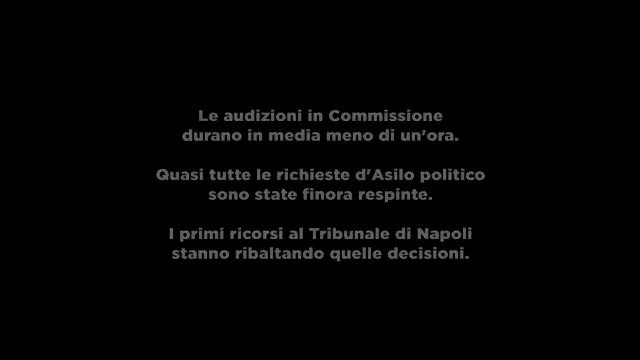 Le audizioni in Commissione
durano in media meno di un'ora.
Quasi tutte le richieste d'Asilo politico
sono state finora respinte.
I primi ricorsi al Tribunale di Napoli
stanno ribaltando quelle decisioni.